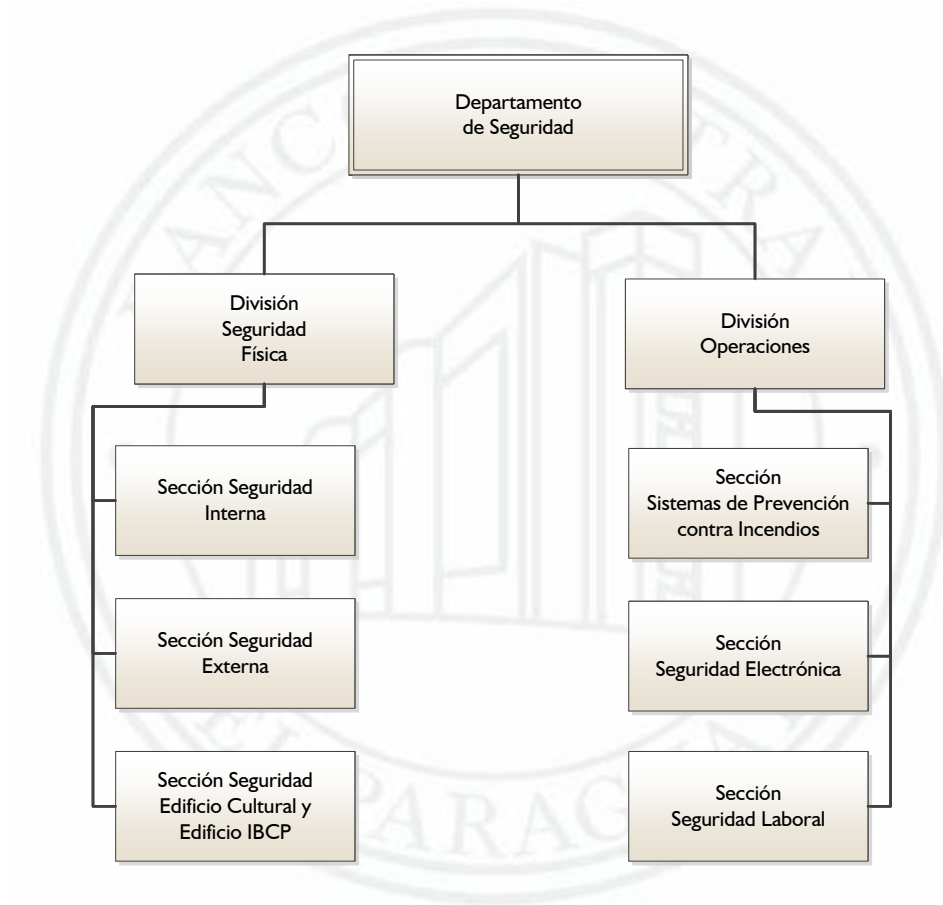 Departamento
de Seguridad
División
Seguridad
Física
División
Operaciones
Sección Seguridad
Interna
Sección
Sistemas de Prevención
contra Incendios
Sección Seguridad
Externa
Sección
Seguridad Electrónica
Sección Seguridad
Edificio Cultural y
Edificio IBCP
Sección
Seguridad Laboral